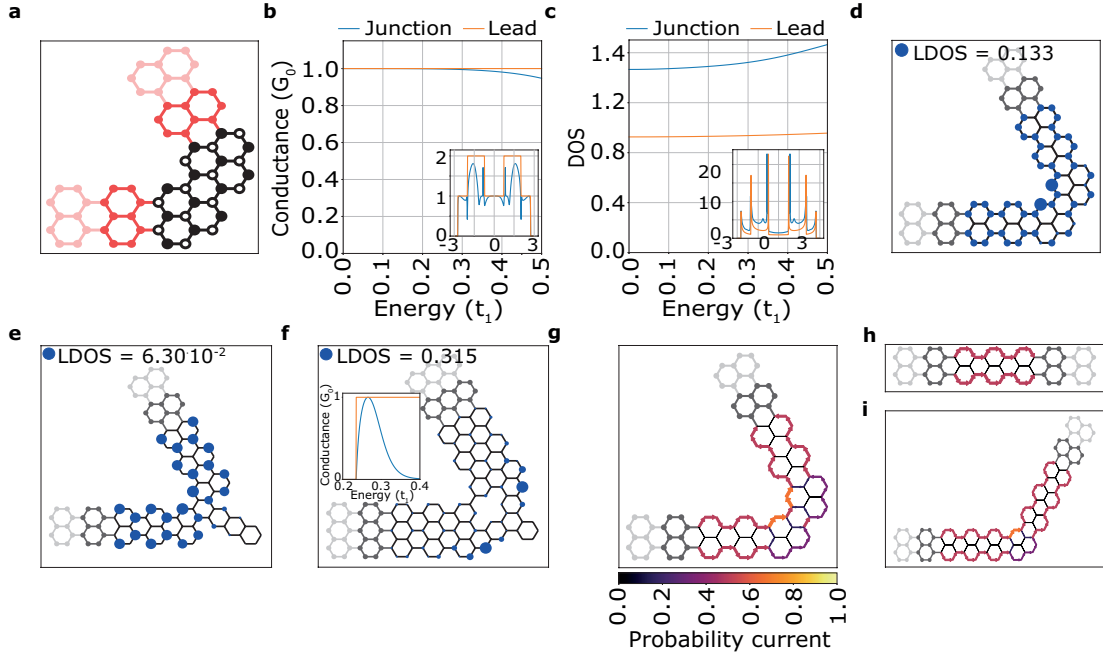 a
b
Junction Lead
Conductance (G0)
1.0
0.8
0.6
0.4
0.2
0.0
2
1
0
-3 0 3
0.0 0.1 0.2 0.3 0.4 0.5
Energy (t1)
c
Junction Lead
DOS
1.4
1.4
1.2
1.0
0.8
0.6
0.4
0.2
0.0
20
10
-3 0 3
0.0 0.1 0.2 0.3 0.4 0.5
Energy (t1)
d
LDOS = 0.133
e
LDOS = 6.30·10-2
f
LDOS = 0.315
Conductance (G0)
1
0
0.2 0.3 0.4
Energy (t1)
g
0.0 0.2 0.4 0.6 0.8 1.0
Probability current
h
i